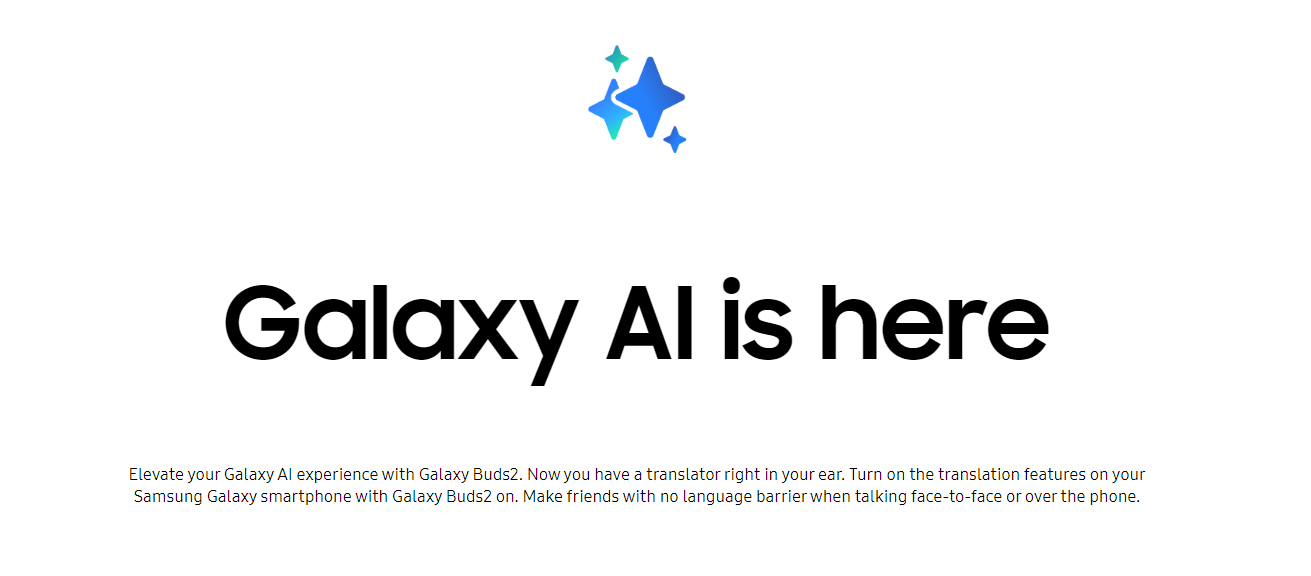 Galaxy AI is here
Elevate your Galaxy AI experience with Galaxy Buds2. Now you have a translator right in your ear. Turn on the translation features on your
Samsung Galaxy smartphone with Galaxy Buds2 on. Make friends with no language barrier when talking face-to-face or over the phone.